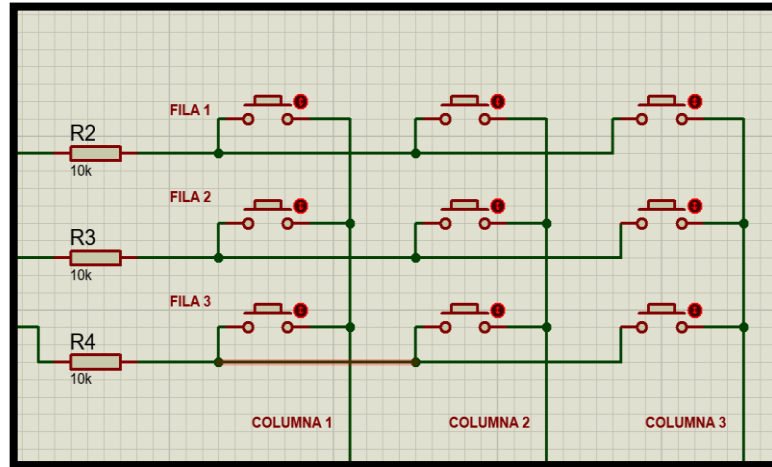 FILA 1
R2
10k
FILA 2
R3
10k
FILA 3
R4
10k
COLUMNA 1
COLUMNA 2
COLUMNA 3